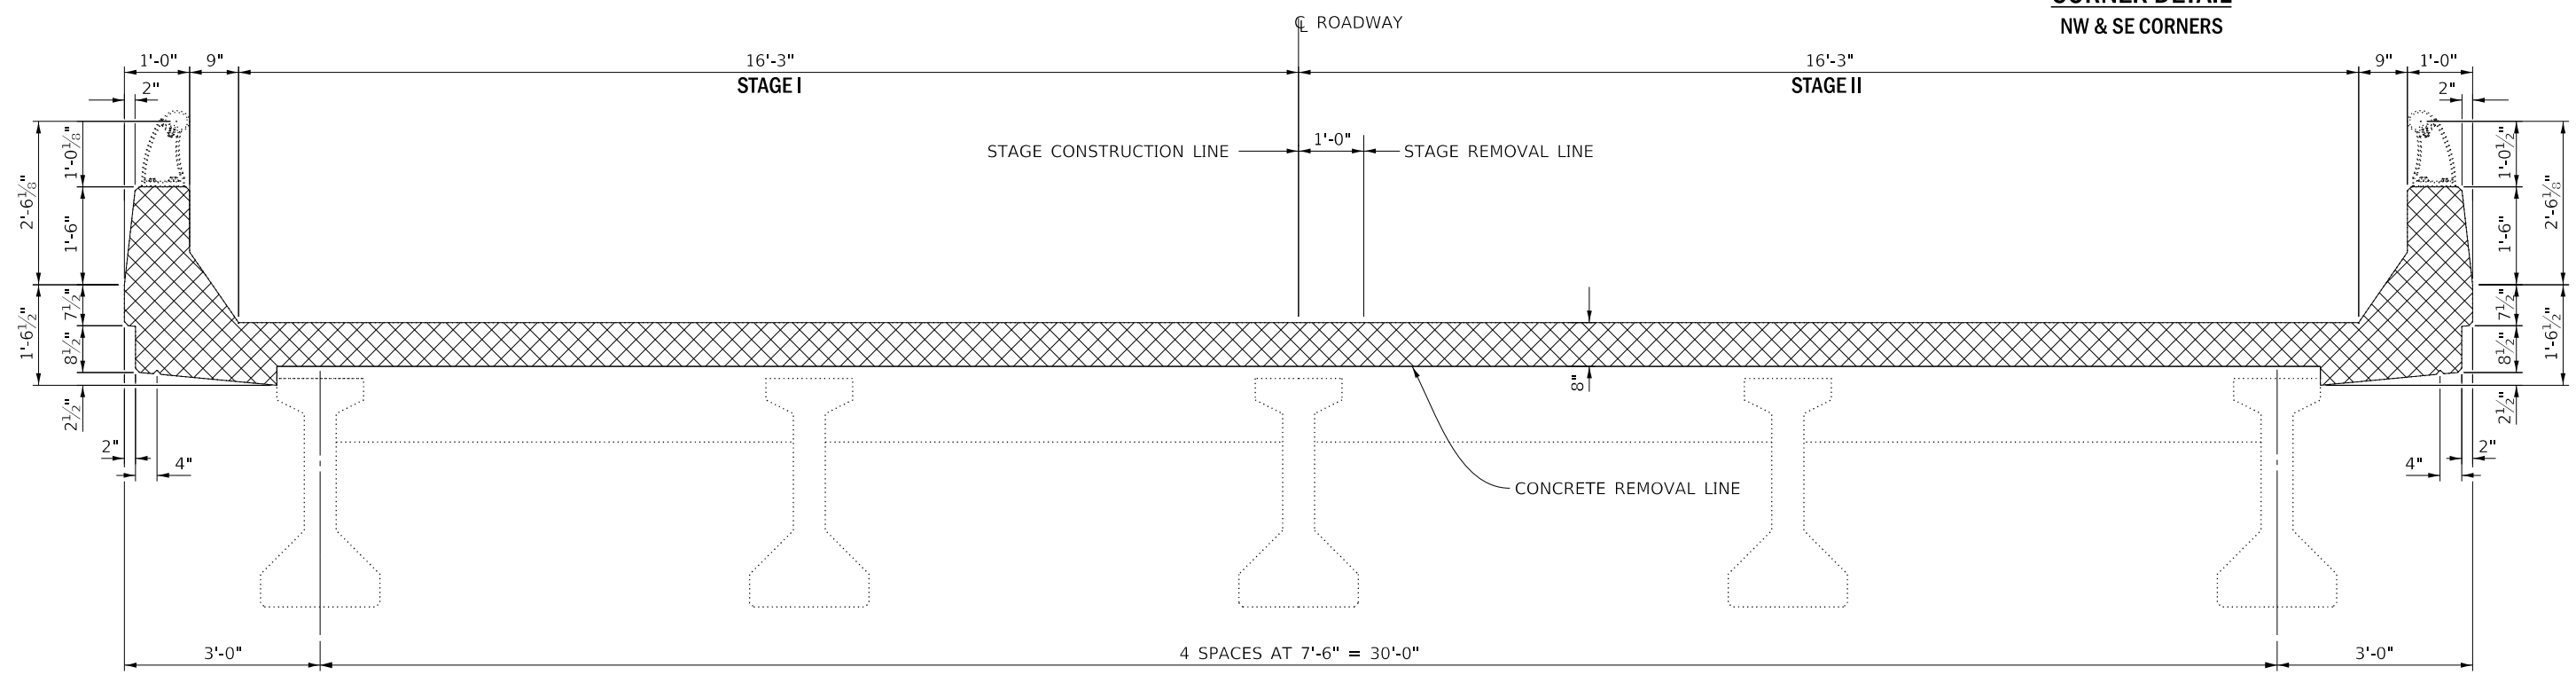 CORNER DETAIL
NW & SE CORNERS
℄ ROADWAY
1'-0" 9" 16'-3" 16'-3" 9" 1'-0"
STAGE I STAGE II
2" 2"
STAGE CONSTRUCTION LINE 1'-0" STAGE REMOVAL LINE
1'-0⅛" 1'-0½"
2'-6⅛" 2'-6⅛"
1'-6" 1'-6"
7½" 7½"
1'-6½" 1'-6½"
8½" 8½"
8"
2½" 2½"
2" 2"
4" 4"
CONCRETE REMOVAL LINE
3'-0" 4 SPACES AT 7'-6" = 30'-0" 3'-0"